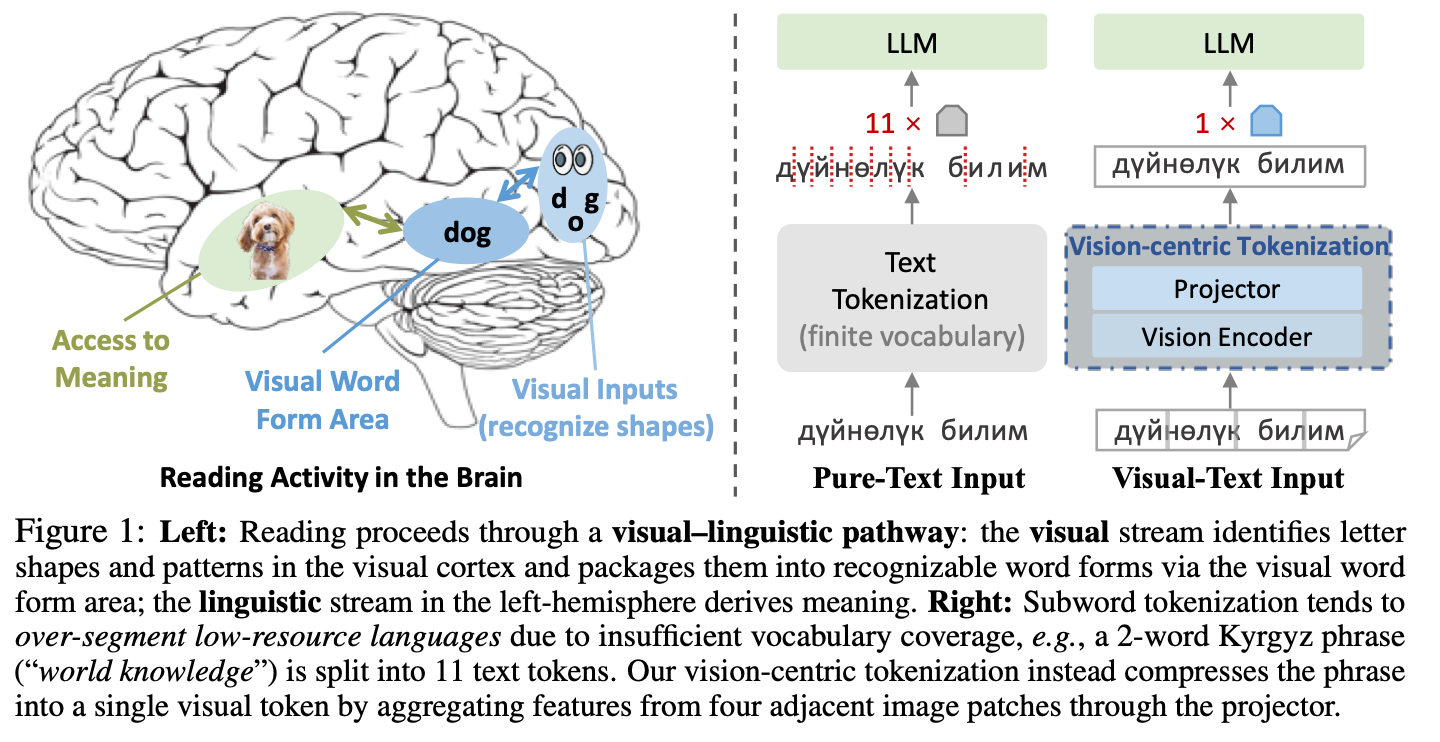 d g
o
dog
Access to
Meaning
Visual Word
Form Area
Visual Inputs
(recognize shapes)
Reading Activity in the Brain
LLM
11 ×
дүйнөлүк билим
Text
Tokenization
(finite vocabulary)
дүйнөлүк билим
Pure-Text Input
LLM
1 ×
дүйнөлүк билим
Vision-centric Tokenization
Projector
Vision Encoder
дүйнөлүк билим
Visual-Text Input
Figure 1: Left: Reading proceeds through a visual–linguistic pathway: the visual stream identifies letter
shapes and patterns in the visual cortex and packages them into recognizable word forms via the visual word
form area; the linguistic stream in the left-hemisphere derives meaning. Right: Subword tokenization tends to
over-segment low-resource languages due to insufficient vocabulary coverage, e.g., a 2-word Kyrgyz phrase
(“world knowledge”) is split into 11 text tokens. Our vision-centric tokenization instead compresses the phrase
into a single visual token by aggregating features from four adjacent image patches through the projector.